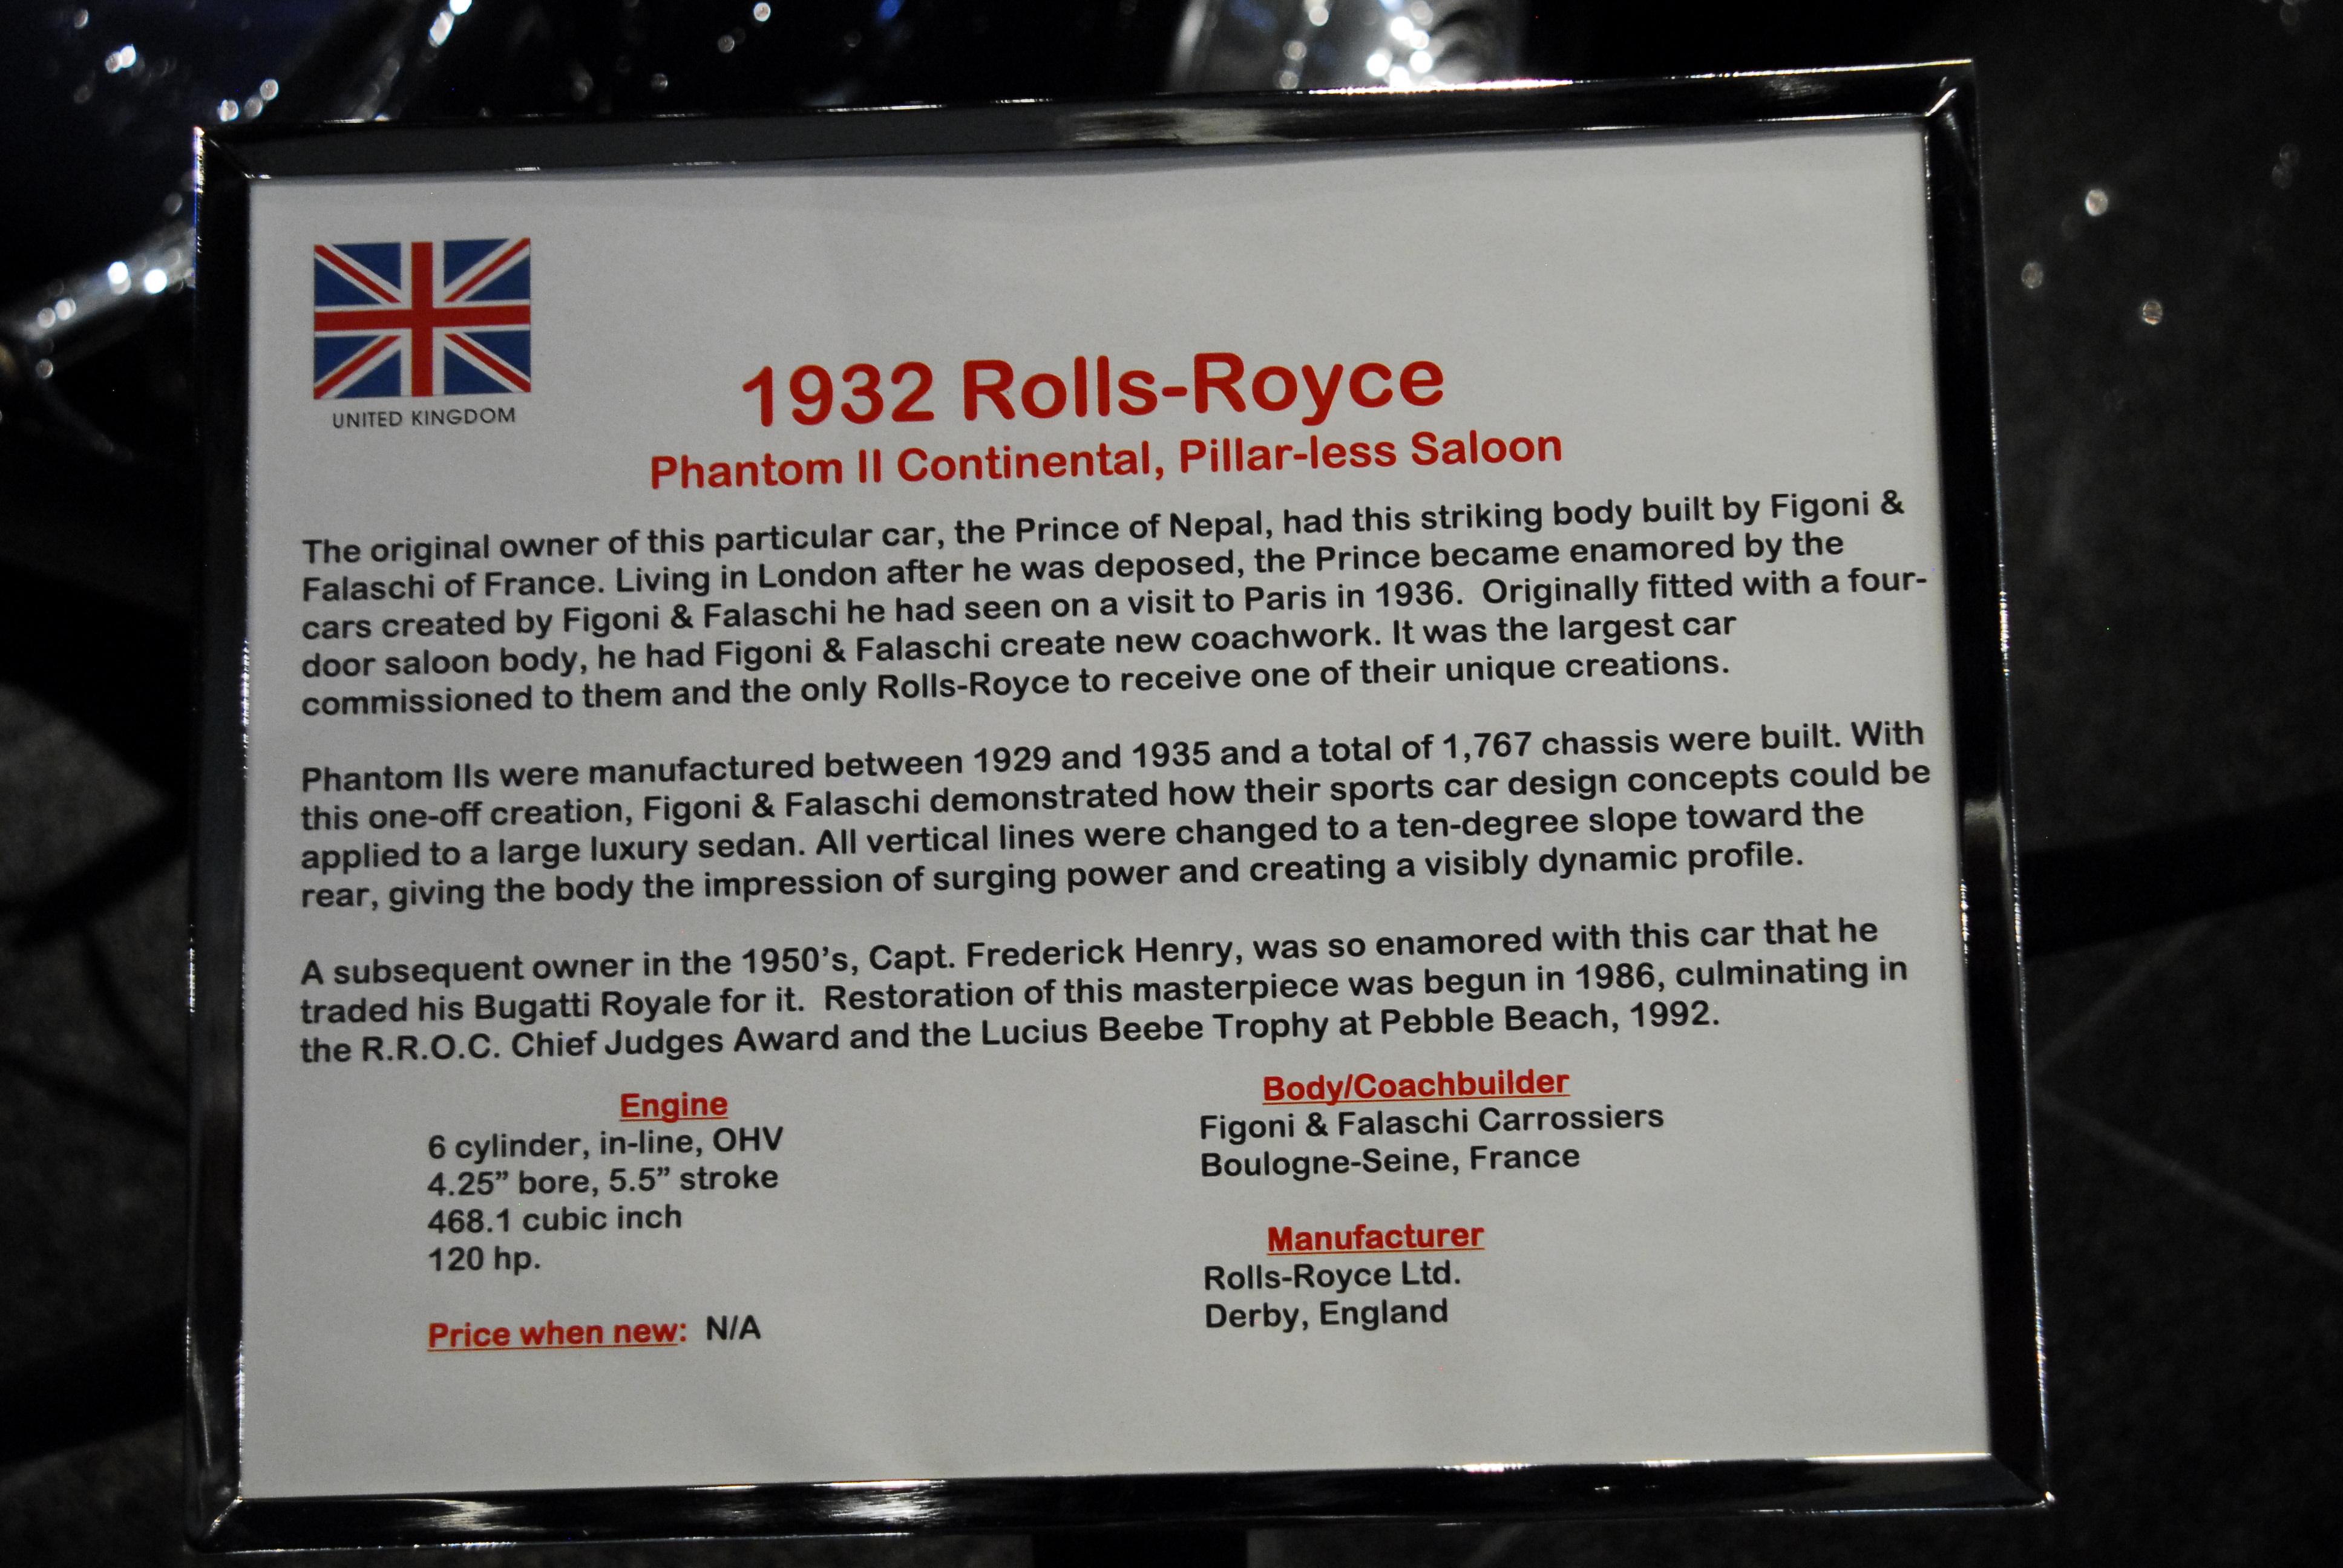 UNITED KINGDOM
1932 Rolls-Royce
Phantom II Continental, Pillar-less Saloon
The original owner of this particular car, the Prince of Nepal, had this striking body built by Figoni &
Falaschi of France. Living in London after he was deposed, the Prince became enamored by the
cars created by Figoni & Falaschi he had seen on a visit to Paris in 1936. Originally fitted with a four-
door saloon body, he had Figoni & Falaschi create new coachwork. It was the largest car
commissioned to them and the only Rolls-Royce to receive one of their unique creations.
Phantom IIs were manufactured between 1929 and 1935 and a total of 1,767 chassis were built. With
this one-off creation, Figoni & Falaschi demonstrated how their sports car design concepts could be
applied to a large luxury sedan. All vertical lines were changed to a ten-degree slope toward the
rear, giving the body the impression of surging power and creating a visibly dynamic profile.
A subsequent owner in the 1950's, Capt. Frederick Henry, was so enamored with this car that he
traded his Bugatti Royale for it. Restoration of this masterpiece was begun in 1986, culminating in
the R.R.O.C. Chief Judges Award and the Lucius Beebe Trophy at Pebble Beach, 1992.
Engine
6 cylinder, in-line, OHV
4.25” bore, 5.5” stroke
468.1 cubic inch
120 hp.
Price when new: N/A
Body/Coachbuilder
Figoni & Falaschi Carrossiers
Boulogne-Seine, France
Manufacturer
Rolls-Royce Ltd.
Derby, England